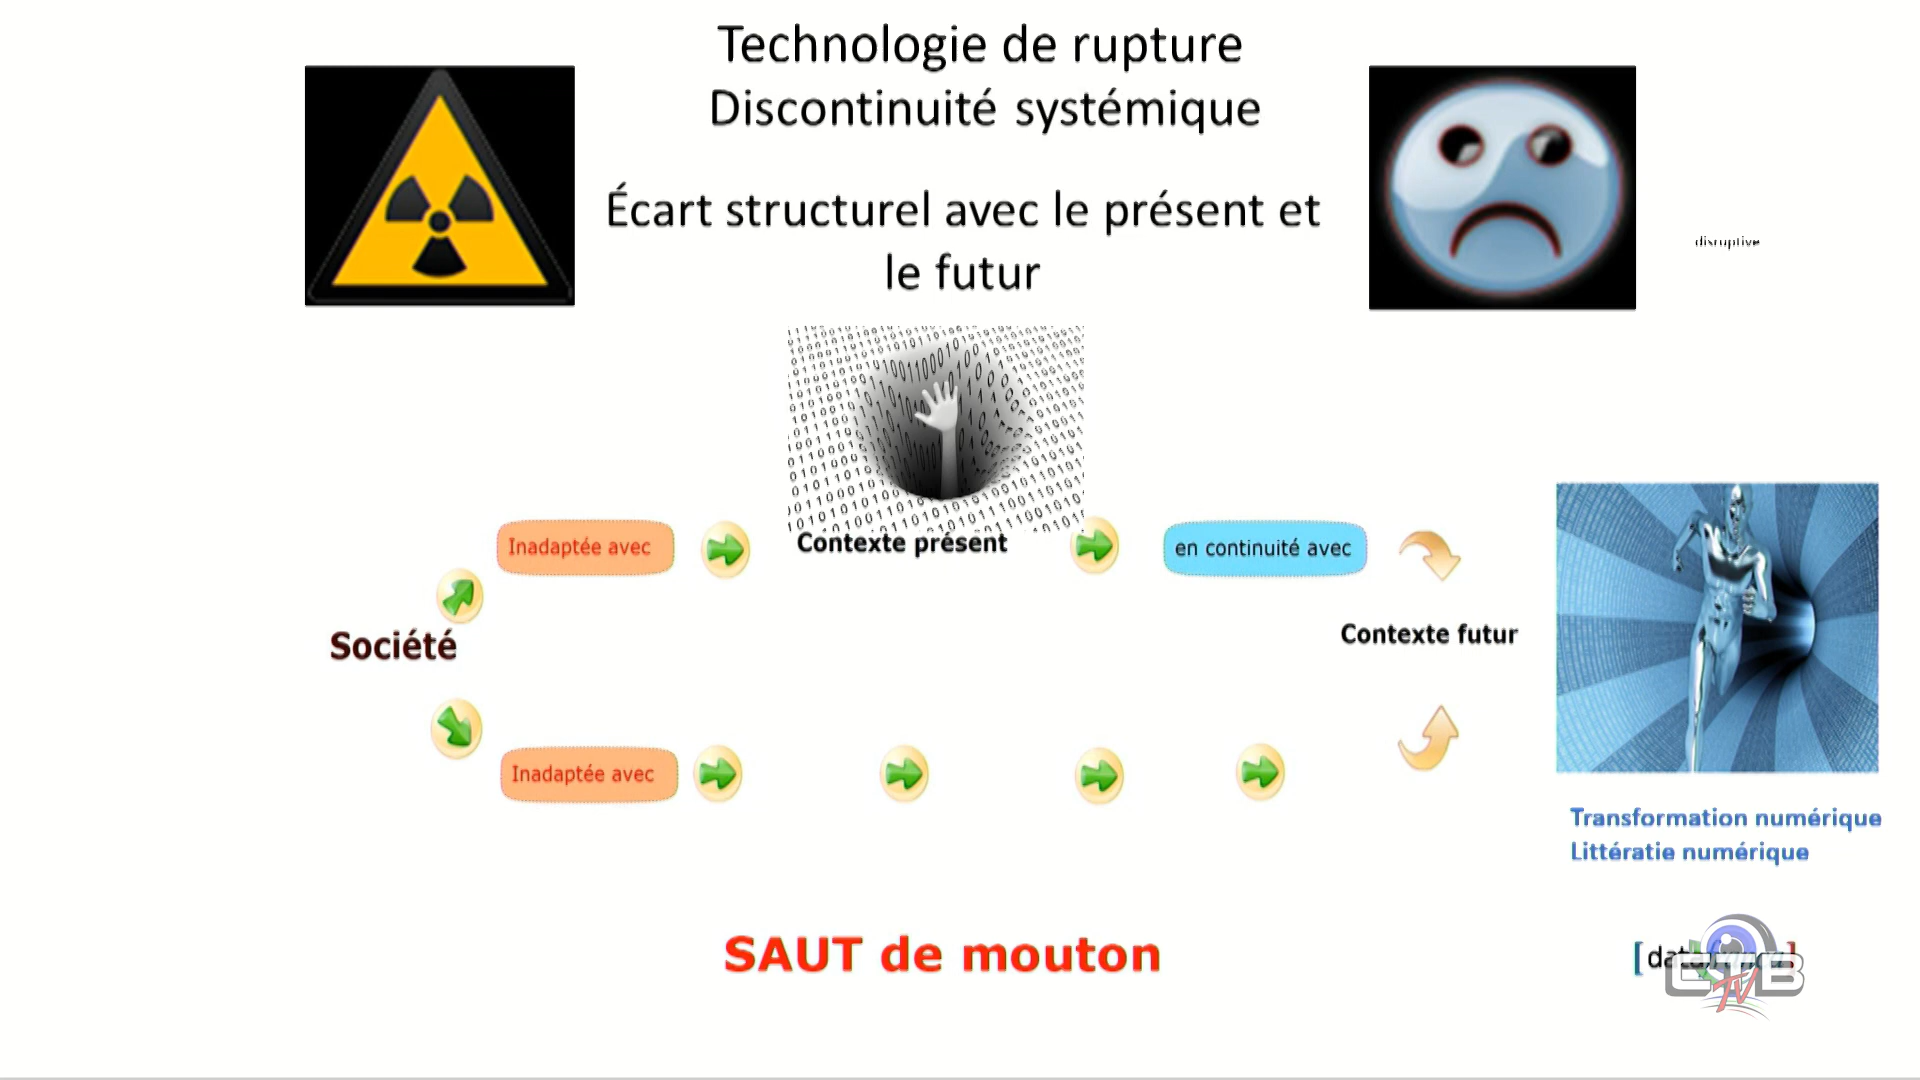 Technologie de rupture
Discontinuité systémique
Écart structurel avec le présent et
le futur
disruptive
Inadaptée avec
Contexte présent
en continuité avec
Société
Contexte futur
Inadaptée avec
Transformation numérique
Littératie numérique
SAUT de mouton
TV